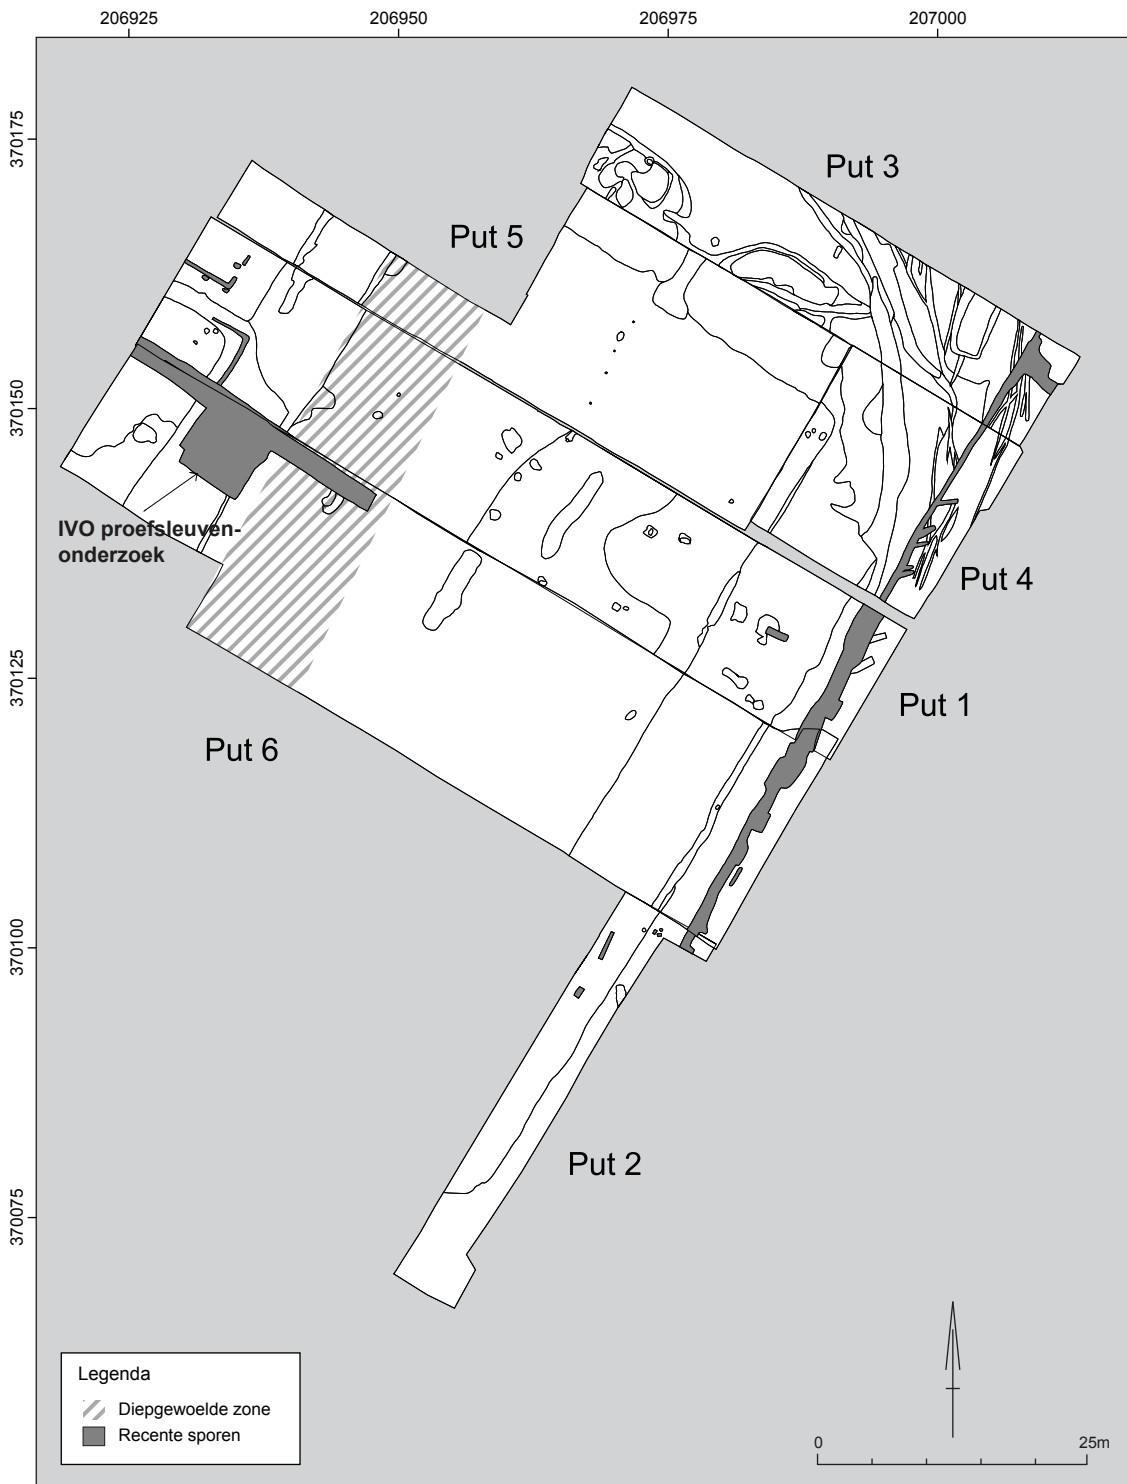 206925
206950
206975
207000
370175
370150
370125
370100
370075
Put 3
Put 5
IVO proefsleuven-
onderzoek
Put 4
Put 1
Put 6
Put 2
Legenda
Diepgewoelde zone
Recente sporen
0
25m